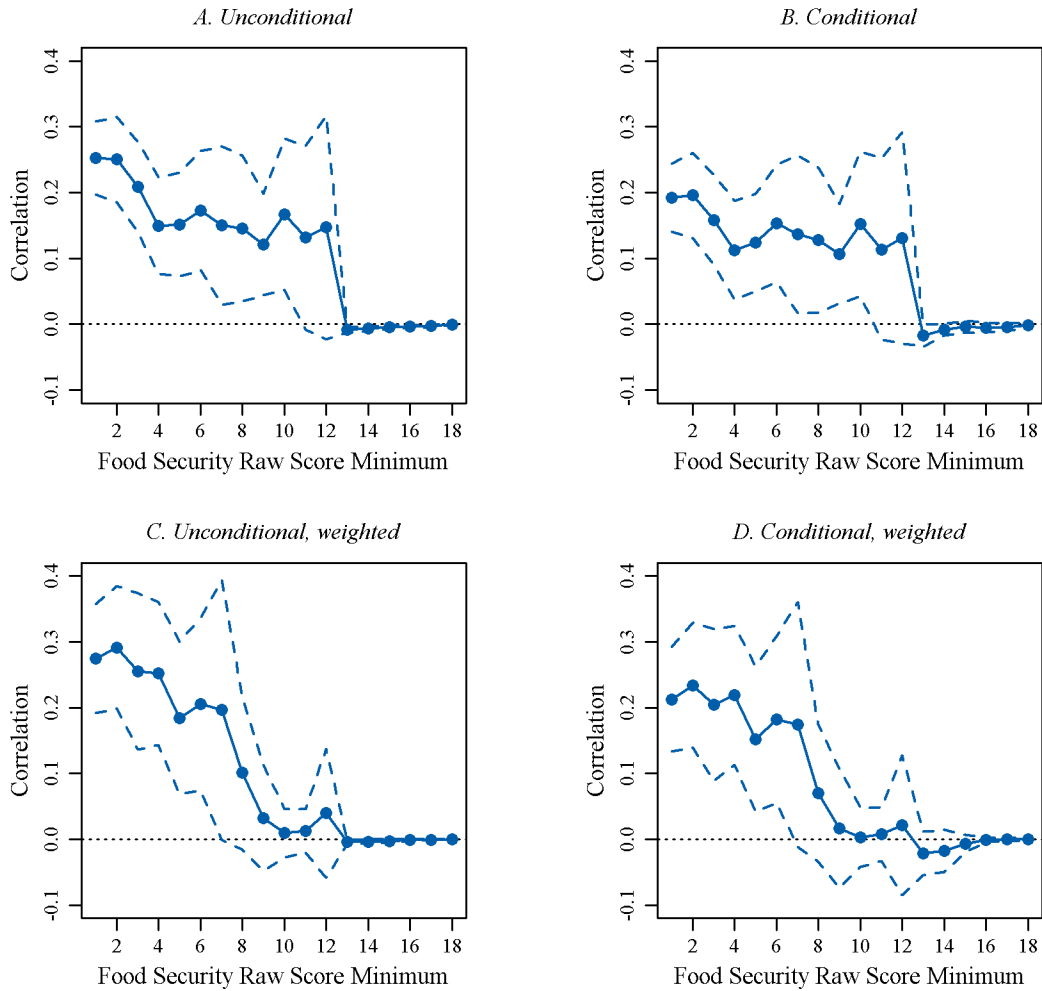 A. Unconditional
Correlation
0.4
0.3
0.2
0.1
0.0
-0.1
2 4 6 8 10 12 14 16 18
Food Security Raw Score Minimum
B. Conditional
Correlation
0.4
0.3
0.2
0.1
0.0
-0.1
2 4 6 8 10 12 14 16 18
Food Security Raw Score Minimum
C. Unconditional, weighted
Correlation
0.4
0.3
0.2
0.1
0.0
-0.1
2 4 6 8 10 12 14 16 18
Food Security Raw Score Minimum
D. Conditional, weighted
Correlation
0.4
0.3
0.2
0.1
0.0
-0.1
2 4 6 8 10 12 14 16 18
Food Security Raw Score Minimum